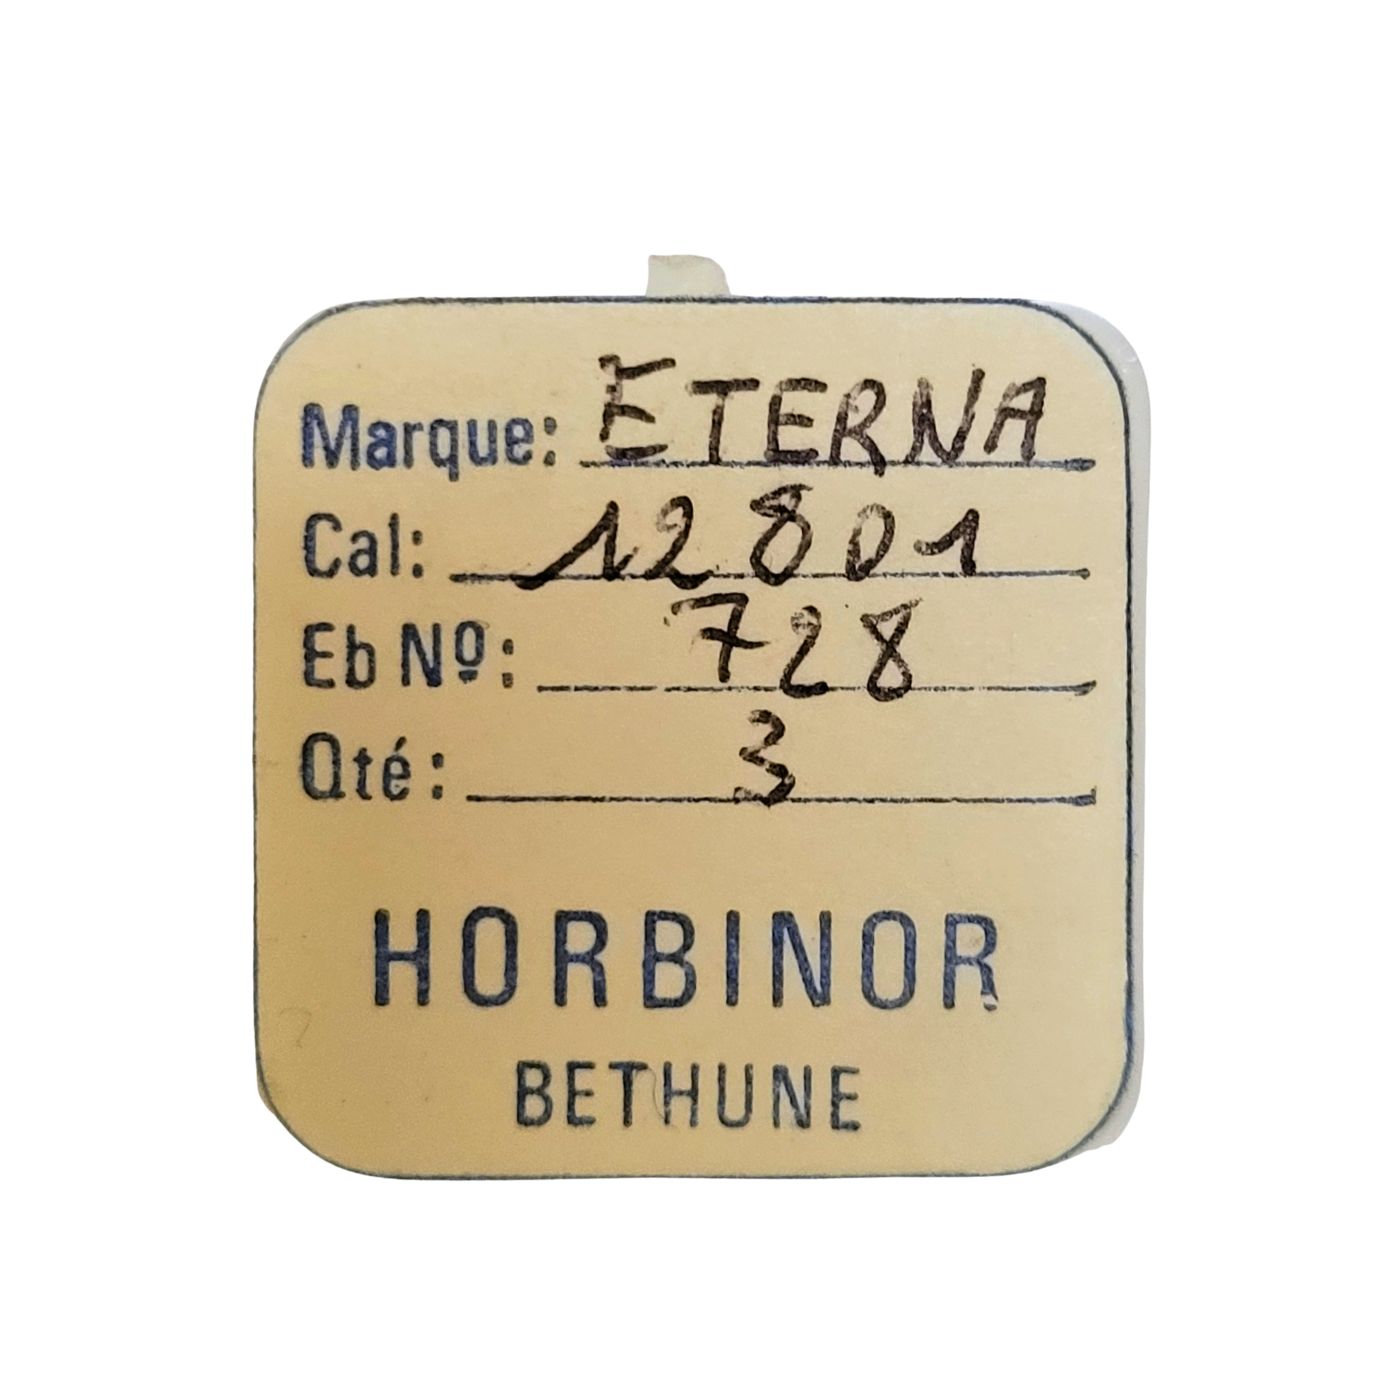 Marque: ETERNA
Cal: 12801
Eb Nº: 728
Qté: 3
HORBINOR
BETHUNE